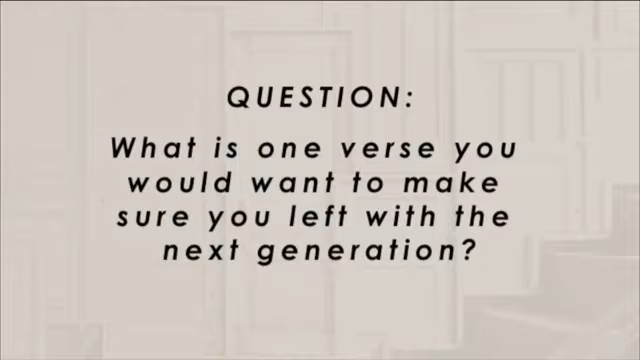 QUESTION:
What is one verse you
would want to make
sure you left with the
next generation?